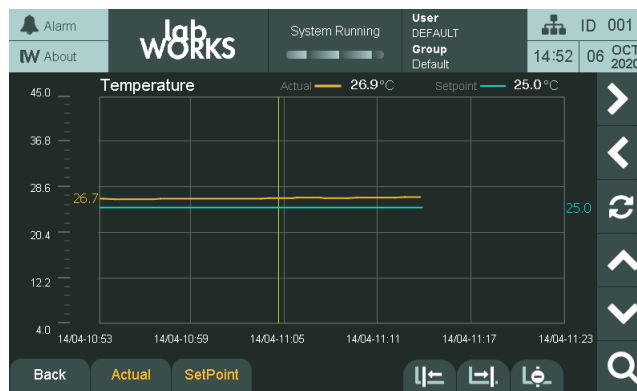 Alarm
IW About
lab
WORKS
System Running
User
DEFAULT
Group
Default
ID 001
14:52 06 OCT
2020
Temperature
Actual 26.9°C
Setpoint 25.0°C
45.0
36.8
28.6
26.7
25.0
20.4
12.2
4.0
14/04-10:53 14/04-10:59 14/04-11:05 14/04-11:11 14/04-11:17 14/04-11:23
Back Actual SetPoint